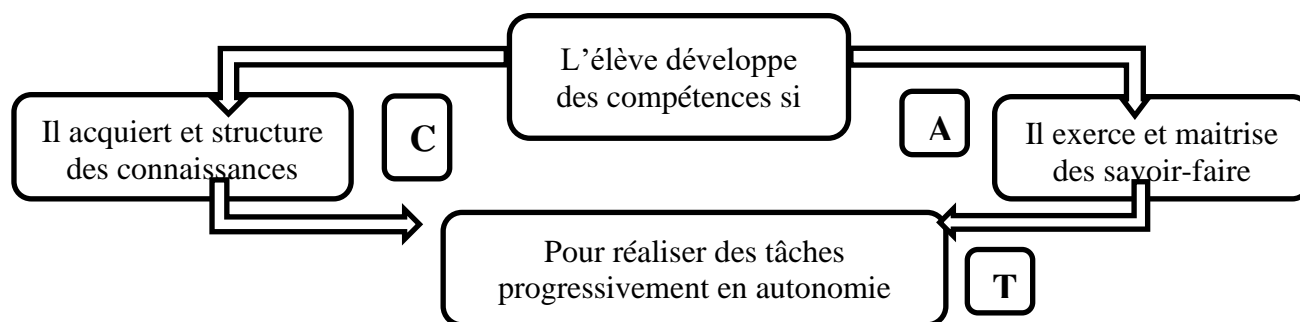 L’élève développe
des compétences si
Il acquiert et structure
des connaissances
C
A
Il exerce et maitrise
des savoir-faire
Pour réaliser des tâches
progressivement en autonomie
T